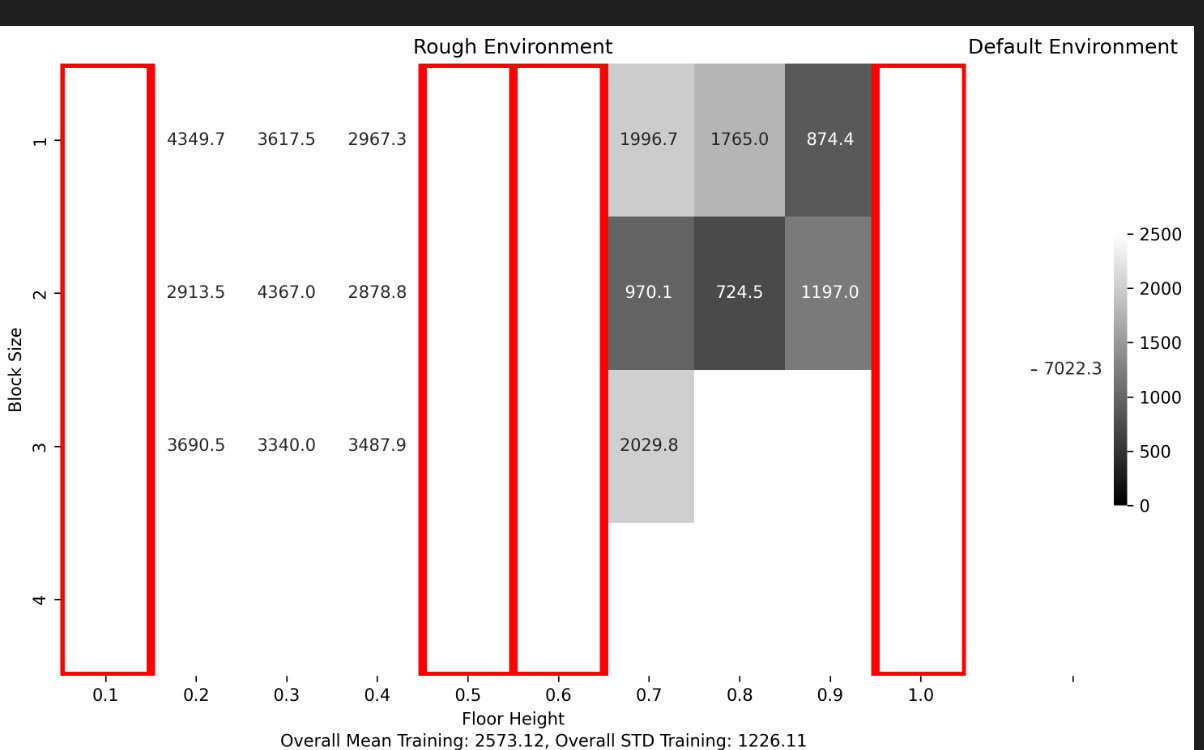 Rough Environment
Default Environment
1
4349.7 3617.5 2967.3 1996.7 1765.0 874.4
2500
2
2913.5 4367.0 2878.8 970.1 724.5 1197.0
2000
1500
Block Size
– 7022.3
1000
3
3690.5 3340.0 3487.9 2029.8
500
0
4
0.1 0.2 0.3 0.4 0.5 0.6 0.7 0.8 0.9 1.0
Floor Height
Overall Mean Training: 2573.12, Overall STD Training: 1226.11